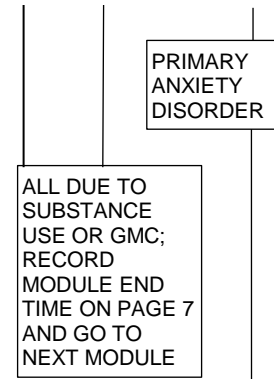 PRIMARY
ANXIETY
DISORDER
ALL DUE TO
SUBSTANCE
USE OR GMC;
RECORD
MODULE END
TIME ON PAGE 7
AND GO TO
NEXT MODULE